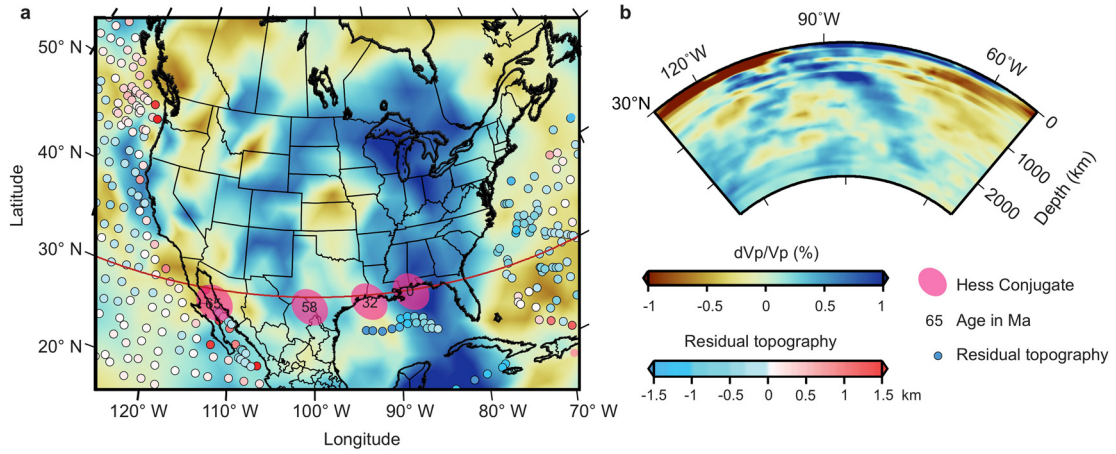 a
50° N
40° N
30° N
20° N
Latitude
65
58
32
0
120° W
110° W
100° W
90° W
80° W
70° W
Longitude
b
90°W
120°W
60°W
30°N
0
1000
2000
Depth (km)
dVp/Vp (%)
-1
-0.5
0
0.5
1
Residual topography
-1.5
-1
-0.5
0
0.5
1
1.5
km
Hess Conjugate
65
Age in Ma
Residual topography